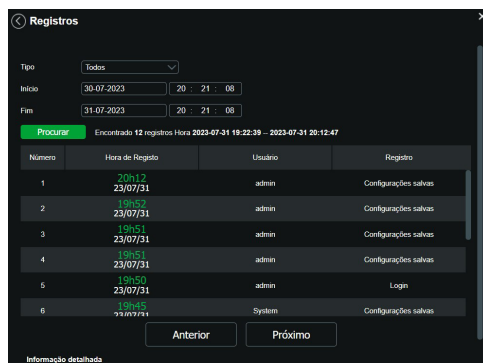 Registros
Tipo Todos
Início 30-07-2023 20 : 21 : 08
Fim 31-07-2023 20 : 21 : 08
Procurar Encontrado 12 registros Hora 2023-07-31 19:22:39 -- 2023-07-31 20:12:47
Número Hora de Registo Usuário Registro
1 20h12 23/07/31 admin Configurações salvas
2 19h52 23/07/31 admin Configurações salvas
3 19h51 23/07/31 admin Configurações salvas
4 19h51 23/07/31 admin Configurações salvas
5 19h50 23/07/31 admin Login
6 19h45 23/07/31 System Configurações salvas
Anterior Próximo
Informação detalhada